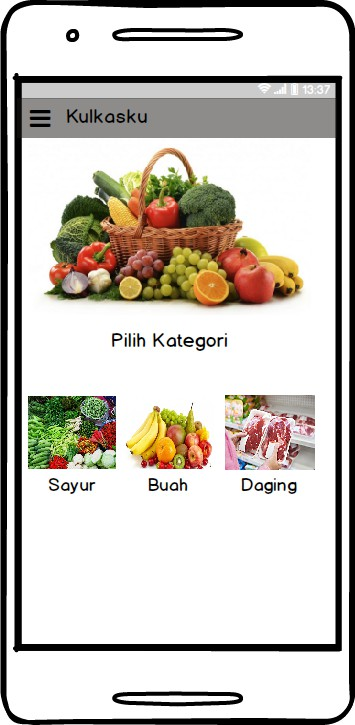 13:37
Kulkasku
Pilih Kategori
Sayur
Buah
Daging